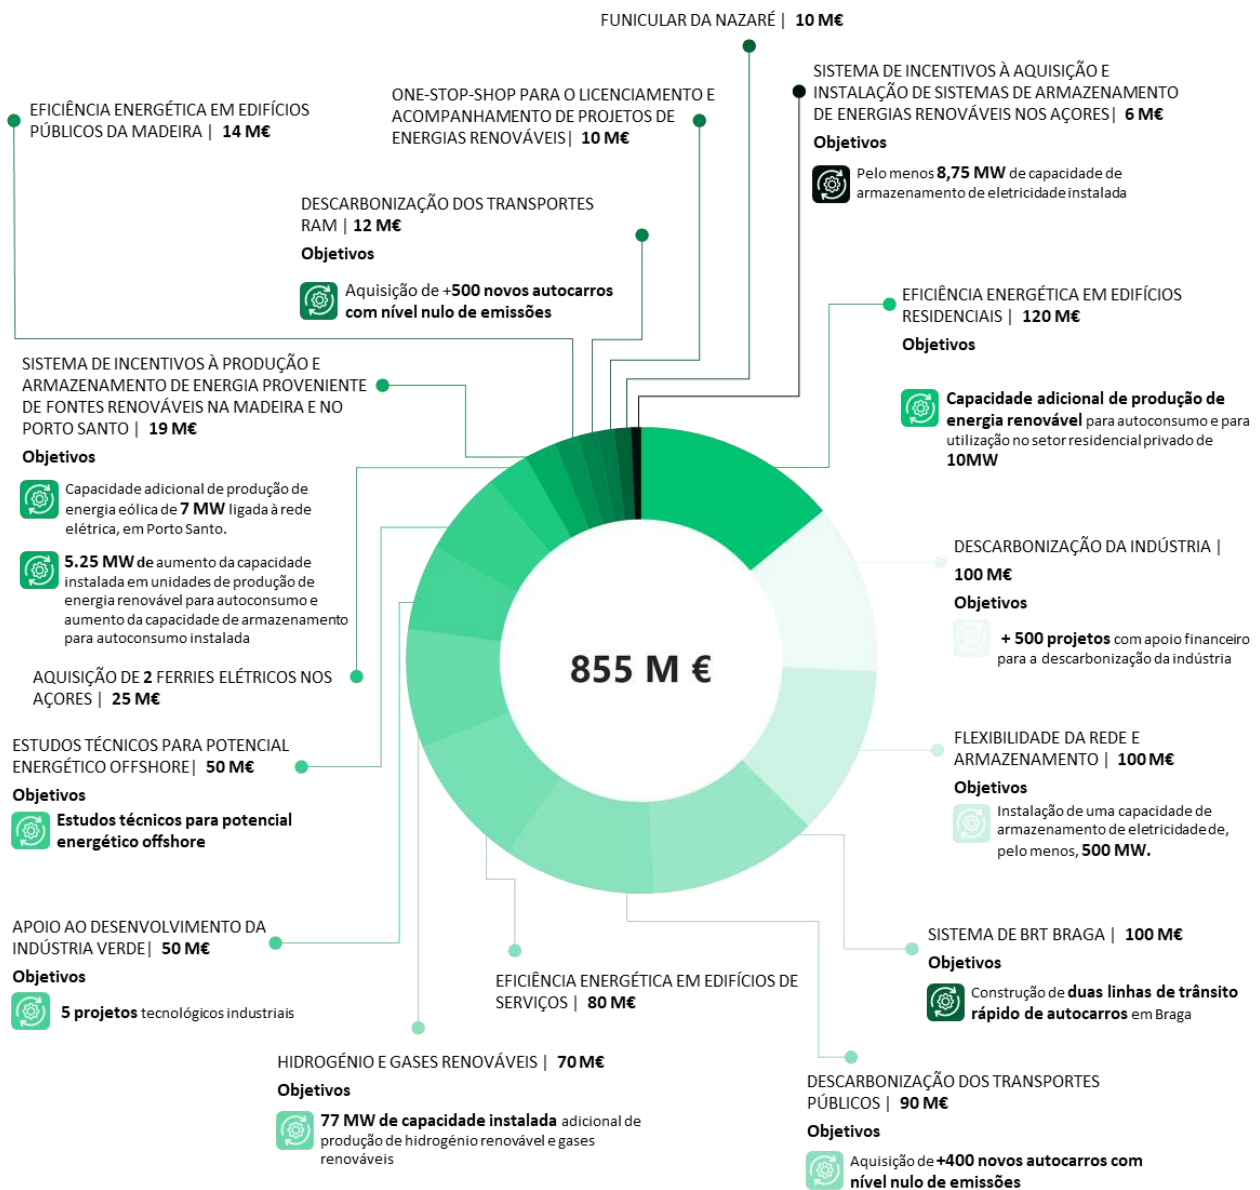 FUNICULAR DA NAZARÉ | 10 M€
SISTEMA DE INCENTIVOS À AQUISIÇÃO E
INSTALAÇÃO DE SISTEMAS DE ARMAZENAMENTO
DE ENERGIAS RENOVÁVEIS NOS AÇORES| 6 M€
Objetivos
Pelo menos 8,75 MW de capacidade de
armazenamento de eletricidade instalada
ONE-STOP-SHOP PARA O LICENCIAMENTO E
ACOMPANHAMENTO DE PROJETOS DE
ENERGIAS RENOVÁVEIS| 10 M€
EFICIÊNCIA ENERGÉTICA EM EDIFÍCIOS
PÚBLICOS DA MADEIRA | 14 M€
DESCARBONIZAÇÃO DOS TRANSPORTES
RAM | 12 M€
Objetivos
Aquisição de +500 novos autocarros
com nível nulo de emissões
EFICIÊNCIA ENERGÉTICA EM EDIFÍCIOS
RESIDENCIAIS | 120 M€
Objetivos
Capacidade adicional de produção de
energia renovável para autoconsumo e para
utilização no setor residencial privado de
10MW
SISTEMA DE INCENTIVOS À PRODUÇÃO E
ARMAZENAMENTO DE ENERGIA PROVENIENTE
DE FONTES RENOVÁVEIS NA MADEIRA E NO
PORTO SANTO | 19 M€
Objetivos
Capacidade adicional de produção de
energia eólica de 7 MW ligada à rede
elétrica, em Porto Santo.
5.25 MW de aumento da capacidade
instalada em unidades de produção de
energia renovável para autoconsumo e
aumento da capacidade de armazenamento
para autoconsumo instalada
DESCARBONIZAÇÃO DA INDÚSTRIA |
100 M€
Objetivos
+ 500 projetos com apoio financeiro
para a descarbonização da indústria
855 M €
AQUISIÇÃO DE 2 FERRIES ELÉTRICOS NOS
AÇORES | 25 M€
FLEXIBILIDADE DA REDE E
ARMAZENAMENTO | 100 M€
Objetivos
Instalação de uma capacidade de
armazenamento de eletricidade de,
pelo menos, 500 MW.
ESTUDOS TÉCNICOS PARA POTENCIAL
ENERGÉTICO OFFSHORE| 50 M€
Objetivos
Estudos técnicos para potencial
energético offshore
APOIO AO DESENVOLVIMENTO DA
INDÚSTRIA VERDE| 50 M€
Objetivos
5 projetos tecnológicos industriais
SISTEMA DE BRT BRAGA | 100 M€
Objetivos
Construção de duas linhas de trânsito
rápido de autocarros em Braga
EFICIÊNCIA ENERGÉTICA EM EDIFÍCIOS DE
SERVIÇOS | 80 M€
HIDROGÉNIO E GASES RENOVÁVEIS | 70 M€
Objetivos
77 MW de capacidade instalada adicional de
produção de hidrogénio renovável e gases
renováveis
DESCARBONIZAÇÃO DOS TRANSPORTES
PÚBLICOS | 90 M€
Objetivos
Aquisição de +400 novos autocarros com
nível nulo de emissões